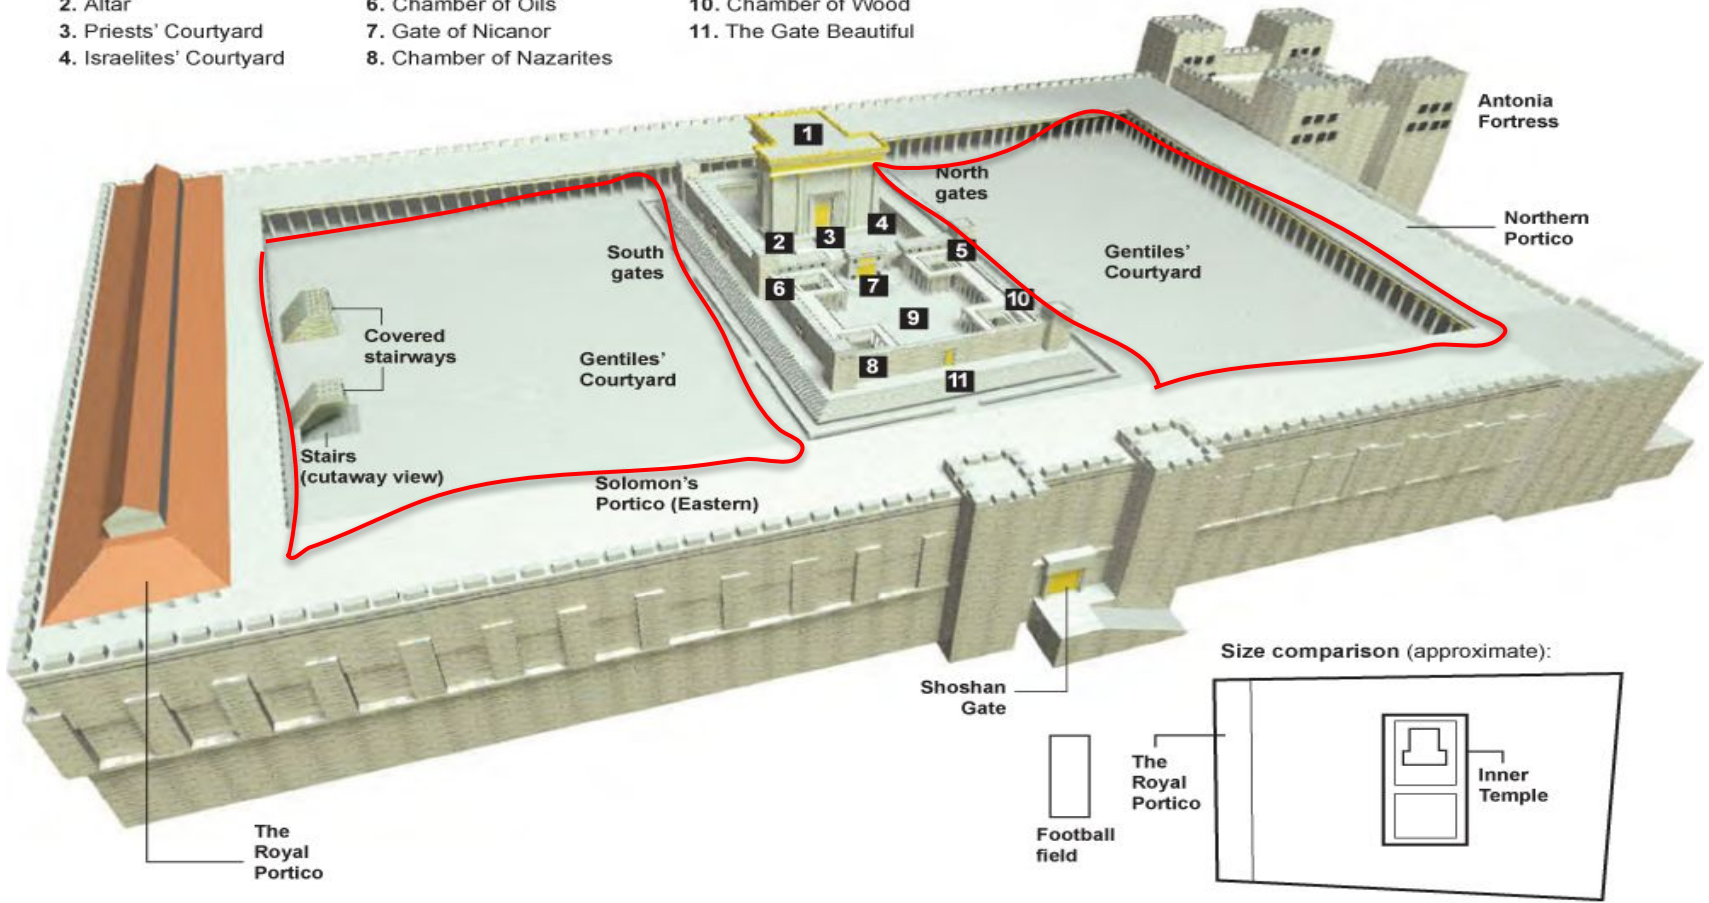 2. Altar
3. Priests' Courtyard
4. Israelites' Courtyard
6. Chamber of Oils
7. Gate of Nicanor
8. Chamber of Nazarites
10. Chamber of Wood
11. The Gate Beautiful
Antonia
Fortress
1
North
gates
Northern
Portico
South
gates
2
3
4
5
Gentiles'
Courtyard
6
7
10
9
Covered
stairways
Gentiles'
Courtyard
8
11
Stairs
(cutaway view)
Solomon's
Portico (Eastern)
Shoshan
Gate
Size comparison (approximate):
The
Royal
Portico
Inner
Temple
Football
field
The
Royal
Portico